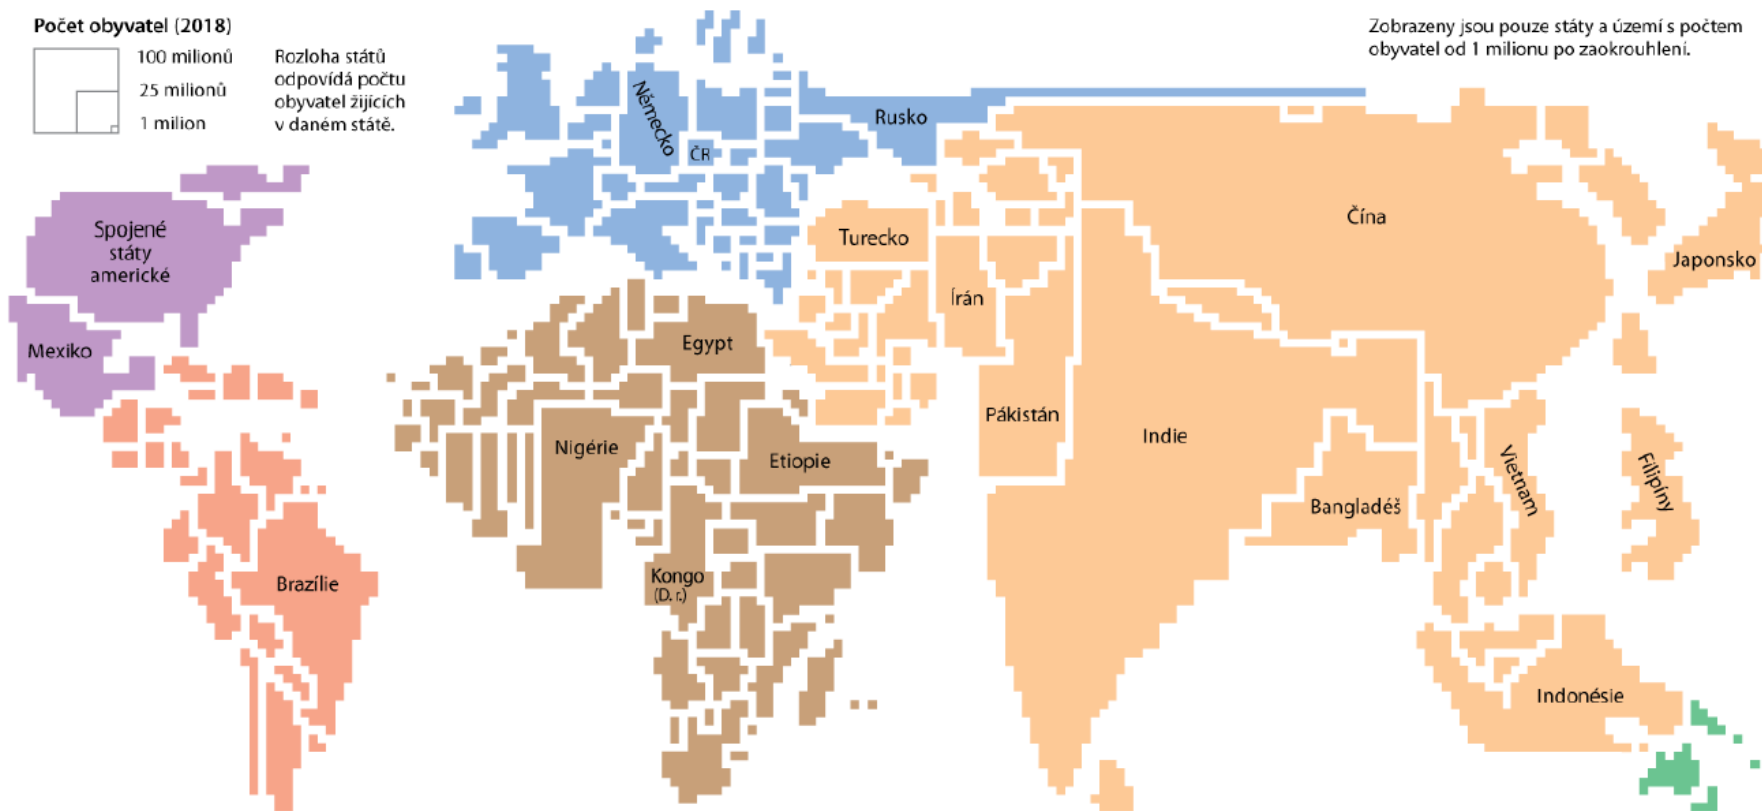 Počet obyvatel (2018)
100 milionů
25 milionů
1 milion
Rozloha států
odpovídá počtu
obyvatel žijících
v daném státě.
Zobrazeny jsou pouze státy a území s počtem
obyvatel od 1 milionu po zaokrouhlení.
Německo
ČR
Rusko
Spojené
státy
americké
Mexiko
Turecko
Írán
Čína
Japonsko
Egypt
Pákistán
Indie
Nigérie
Etiopie
Bangladéš
Vietnam
Filipíny
Brazílie
Kongo
(D. r.)
Indonésie